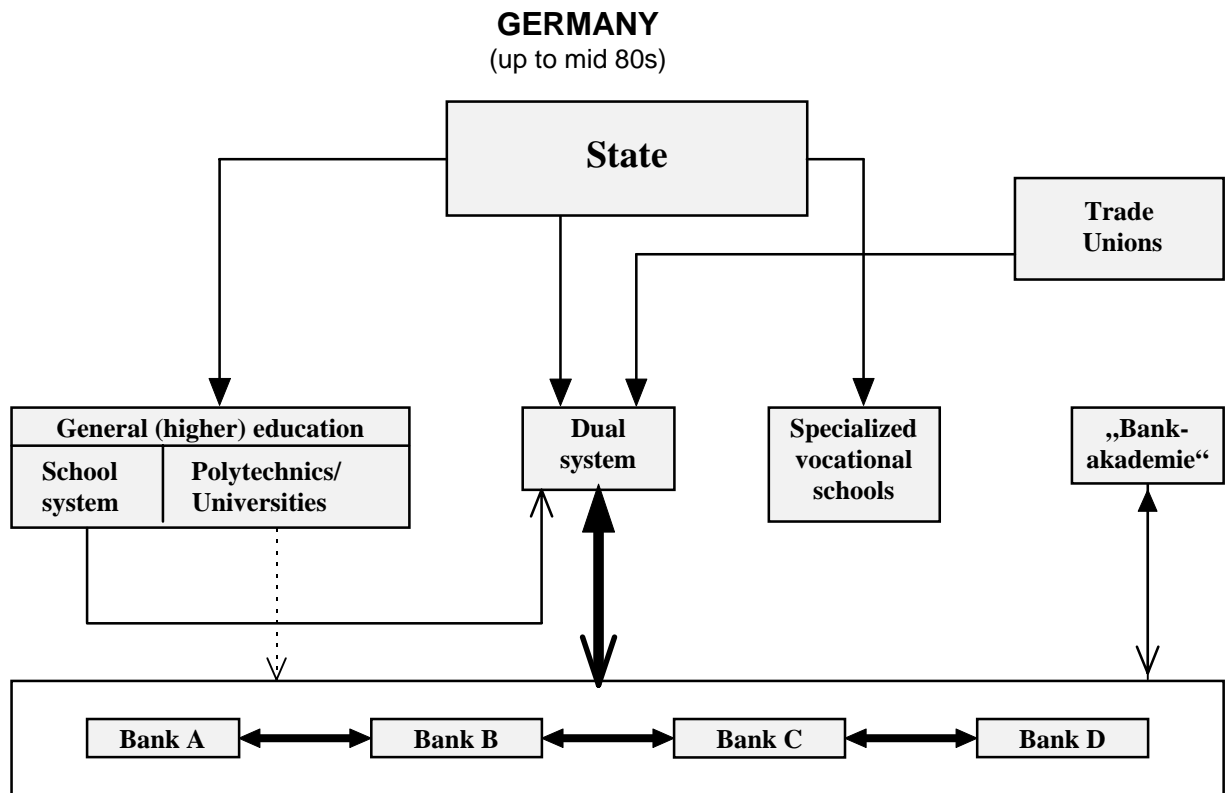 GERMANY
(up to mid 80s)
State
Trade
Unions
General (higher) education
School
system
Polytechnics/
Universities
Dual
system
Specialized
vocational
schools
„Bank-
akademie“
Bank A
Bank B
Bank C
Bank D